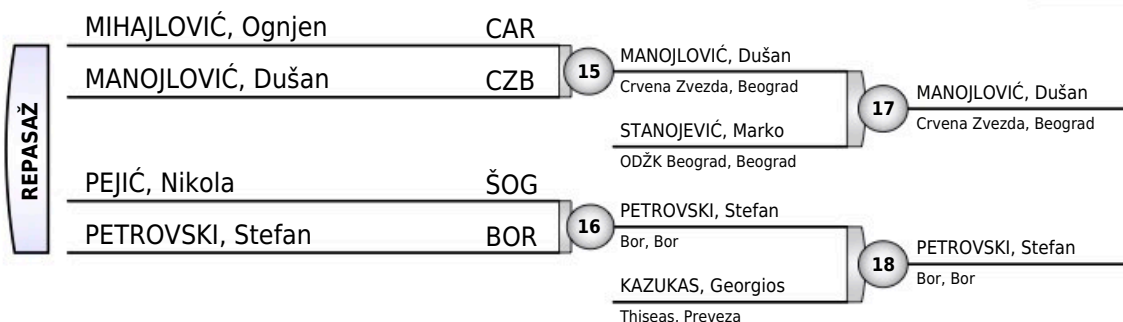 REPASAŽ
MIHAJLOVIĆ, Ognjen CAR
MANOJLOVIĆ, Dušan CZB
15
MANOJLOVIĆ, Dušan
Crvena Zvezda, Beograd
STANOJEVIĆ, Marko
ODŽK Beograd, Beograd
17
MANOJLOVIĆ, Dušan
Crvena Zvezda, Beograd
PEJIĆ, Nikola ŠOG
PETROVSKI, Stefan BOR
16
PETROVSKI, Stefan
Bor, Bor
KAZUKAS, Georgios
Thiseas, Preveza
18
PETROVSKI, Stefan
Bor, Bor